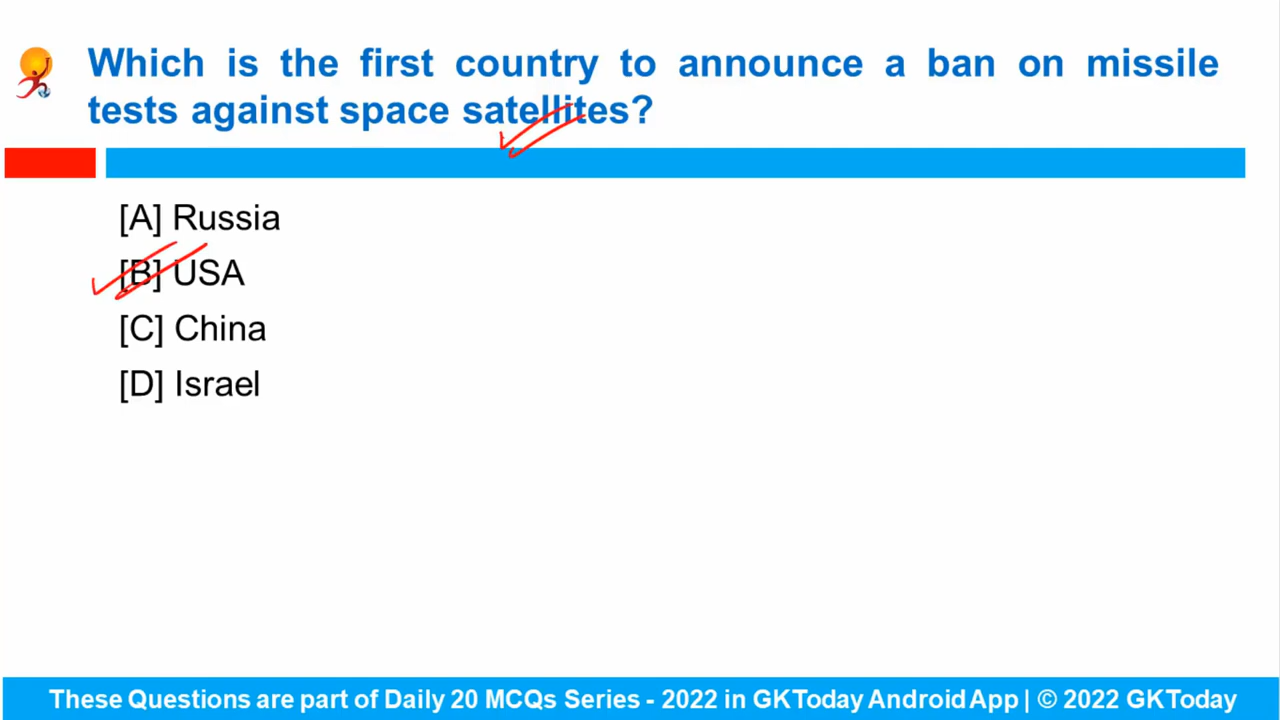 Which is the first country to announce a ban on missile
tests against space satellites?
[A] Russia
[B] USA
[C] China
[D] Israel
These Questions are part of Daily 20 MCQs Series - 2022 in GKToday Android App | © 2022 GKToday